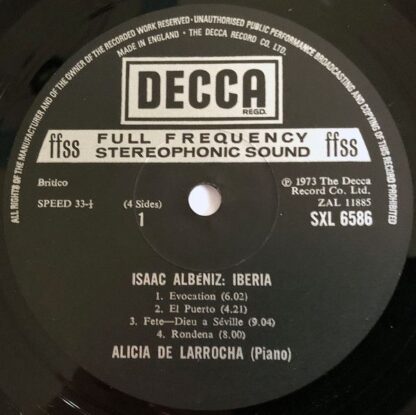 ALL RIGHTS OF THE MANUFACTURER AND OF THE OWNER OF THE RECORDED WORK RESERVED · UNAUTHORISED PUBLIC PERFORMANCE BROADCASTING AND COPYING OF THIS RECORD PROHIBITED
MADE IN ENGLAND · THE DECCA RECORD CO. LTD.
DECCA
REGD.
ffss FULL FREQUENCY ffss
STEREOPHONIC SOUND
Britico
SPEED 33⅓
(4 Sides)
1
Ⓟ 1973 The Decca
Record Co. Ltd.
ZAL 11885
SXL 6586
ISAAC ALBéNIZ: IBERIA
1. Evocation (6.02)
2. El Puerto (4.21)
3. Fete—Dieu a Séville (9.04)
4. Rondena (8.00)
ALICIA DE LARROCHA (Piano)